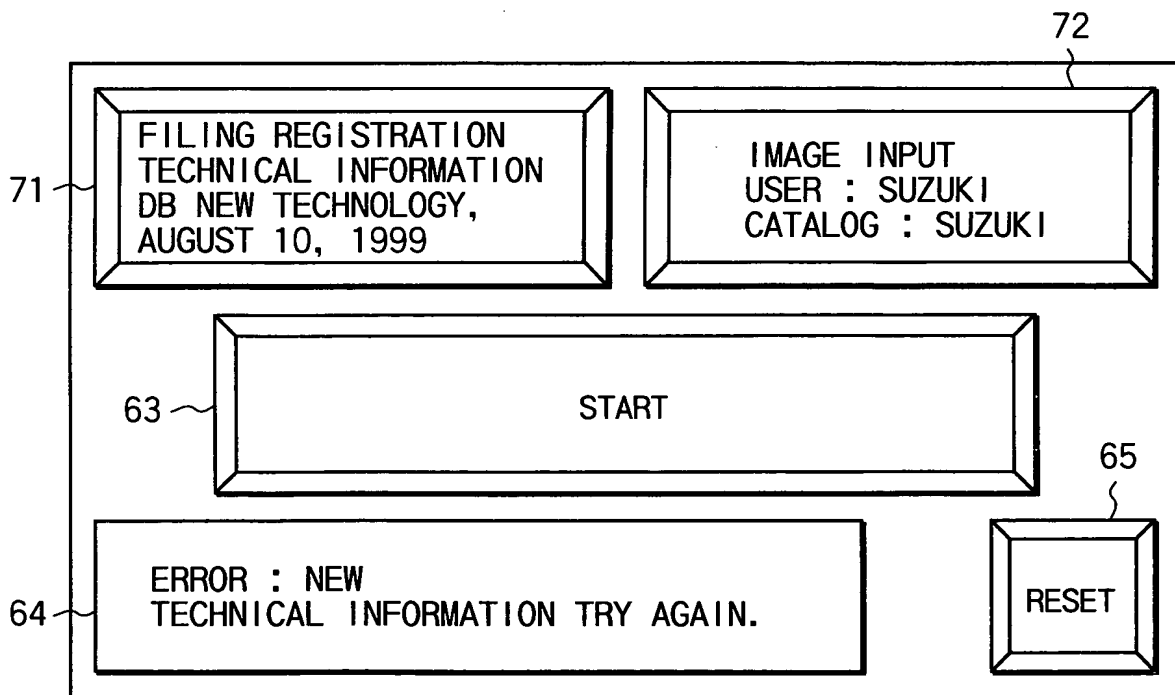 72
71
FILING REGISTRATION
TECHNICAL INFORMATION
DB NEW TECHNOLOGY,
AUGUST 10, 1999
IMAGE INPUT
USER : SUZUKI
CATALOG : SUZUKI
63
START
65
64
ERROR : NEW
TECHNICAL INFORMATION TRY AGAIN.
RESET